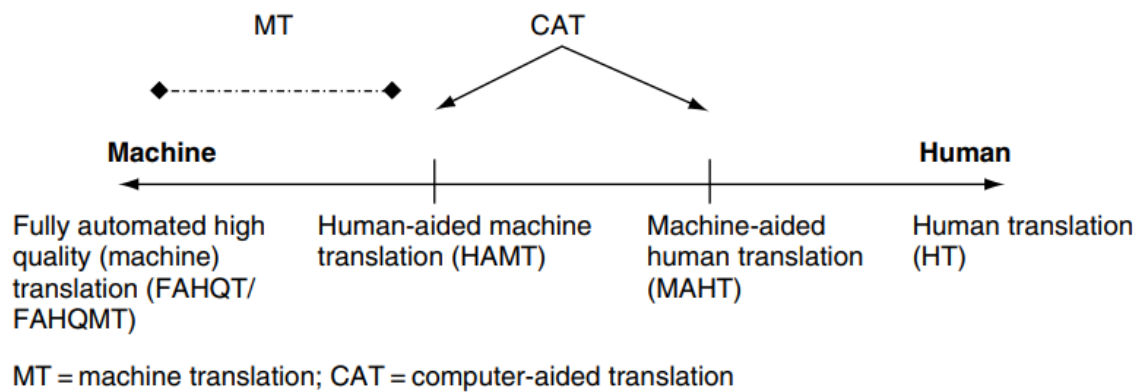 MT CAT
Machine Human
Fully automated high
quality (machine)
translation (FAHQT/
FAHQMT)
Human-aided machine
translation (HAMT)
Machine-aided
human translation
(MAHT)
Human translation
(HT)
MT = machine translation; CAT = computer-aided translation